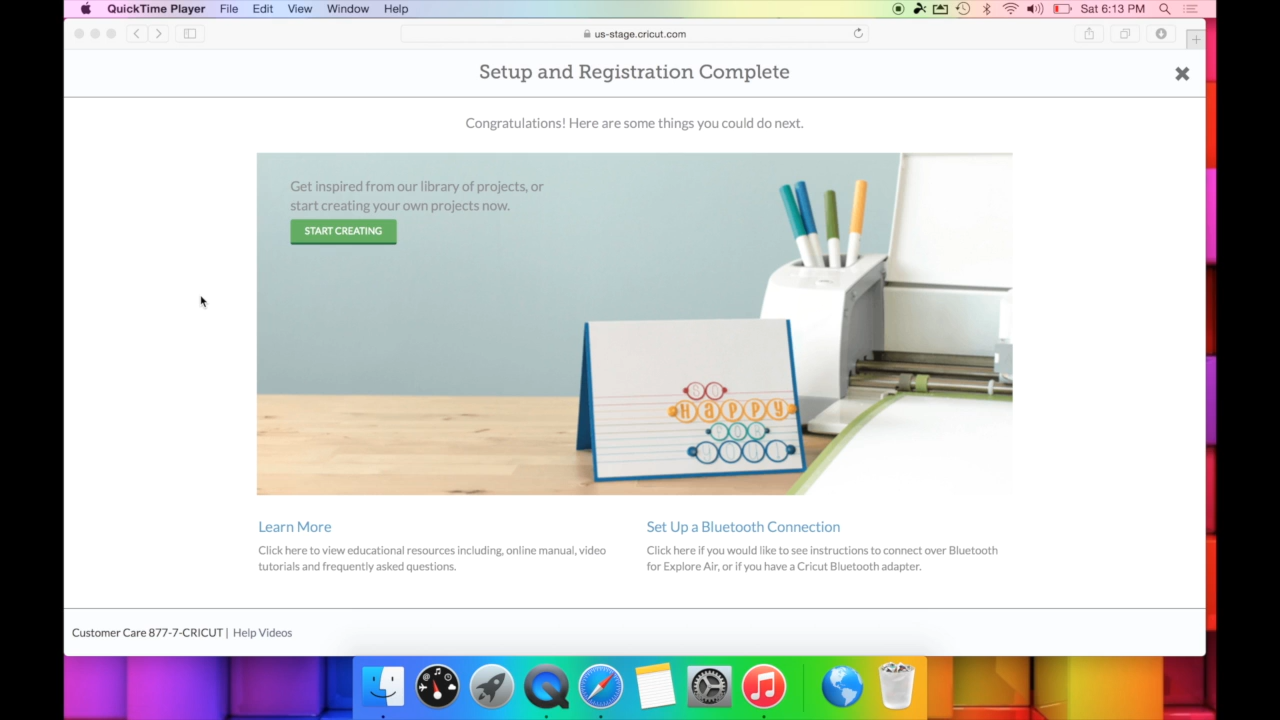 QuickTime Player File Edit View Window Help Sat 6:13 PM
us-stage.cricut.com
Setup and Registration Complete
Congratulations! Here are some things you could do next.
Get inspired from our library of projects, or
start creating your own projects now.
START CREATING
HAPPY
FOR
Learn More
Click here to view educational resources including, online manual, video
tutorials and frequently asked questions.
Set Up a Bluetooth Connection
Click here if you would like to see instructions to connect over Bluetooth
for Explore Air, or if you have a Cricut Bluetooth adapter.
Customer Care 877-7-CRICUT | Help Videos